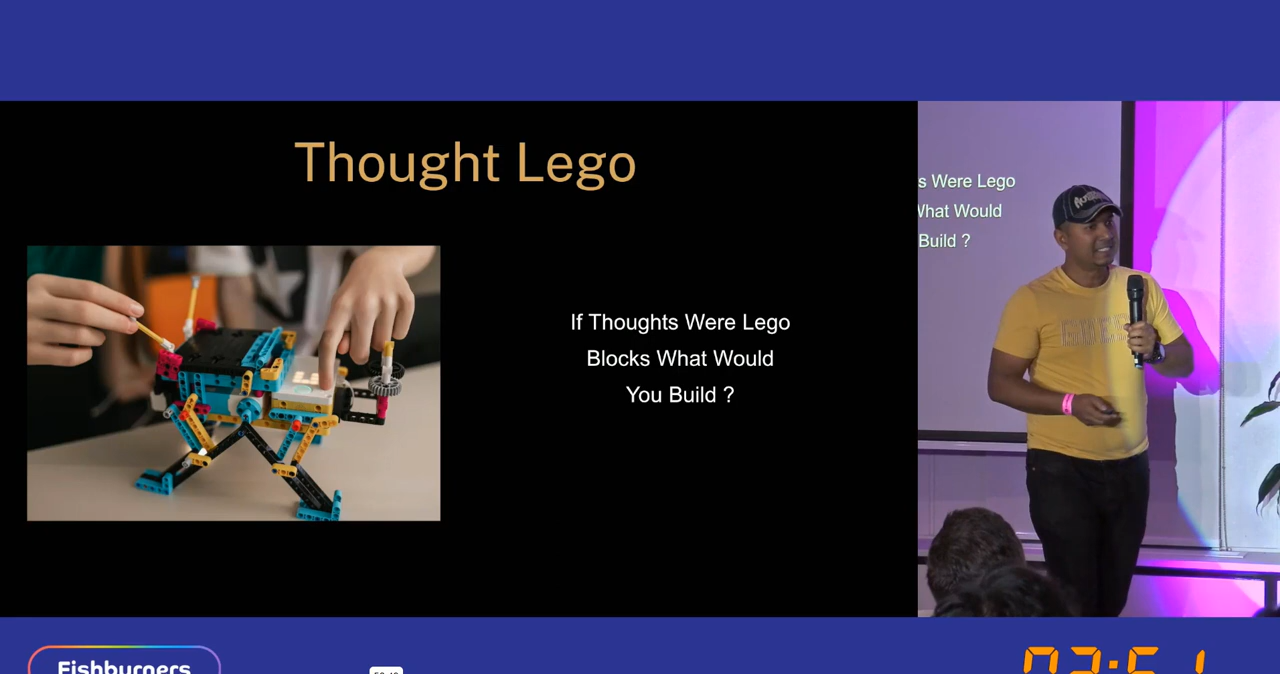 Thought Lego
If Thoughts Were Lego
Blocks What Would
You Build ?
s Were Lego
What Would
Build ?
Fishburners